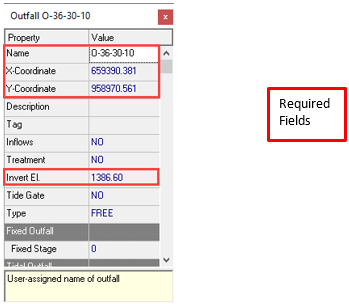 Outfall O-36-30-10
Property Value
Name O-36-30-10
X-Coordinate 659390.381
Y-Coordinate 958970.561
Description
Tag
Inflows NO
Treatment NO
Invert El. 1386.60
Tide Gate NO
Type FREE
Fixed Outfall
Fixed Stage 0
Tidal Outfall
User-assigned name of outfall
Required
Fields